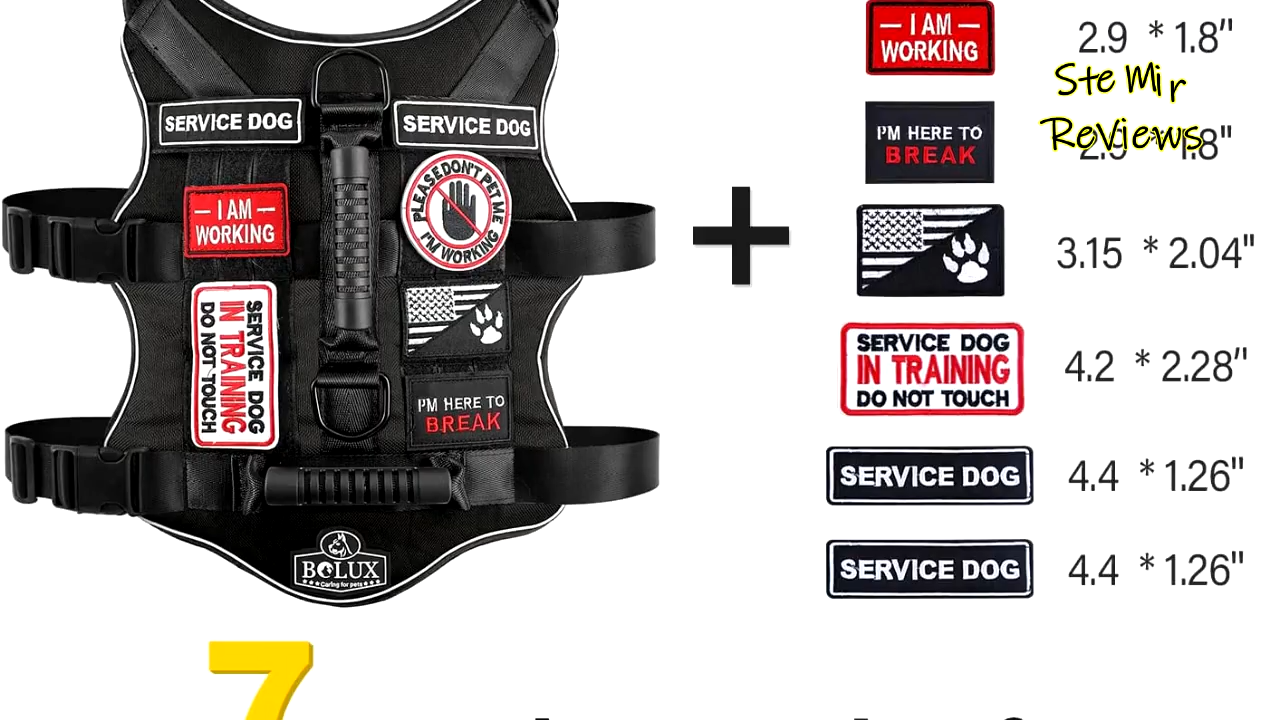 SERVICE DOG
SERVICE DOG
I AM
WORKING
PLEASE DON'T PET ME
I'M WORKING
SERVICE DOG
IN TRAINING
DO NOT TOUCH
I'M HERE TO
BREAK
BOLUX
Caring for pets
7
I AM
WORKING
2.9 * 1.8"
Ste Mir
Reviews
I'M HERE TO
BREAK
3.15 * 2.04"
SERVICE DOG
IN TRAINING
DO NOT TOUCH
4.2 * 2.28"
SERVICE DOG
4.4 * 1.26"
SERVICE DOG
4.4 * 1.26"